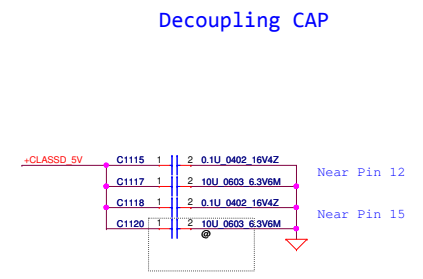 Decoupling CAP
+CLASSD_5V
C1115 1 2 0.1U_0402_16V4Z
Near Pin 12
C1117 1 2 10U_0603_6.3V6M
C1118 1 2 0.1U_0402_16V4Z
Near Pin 15
C1120 1 2 10U_0603_6.3V6M
@